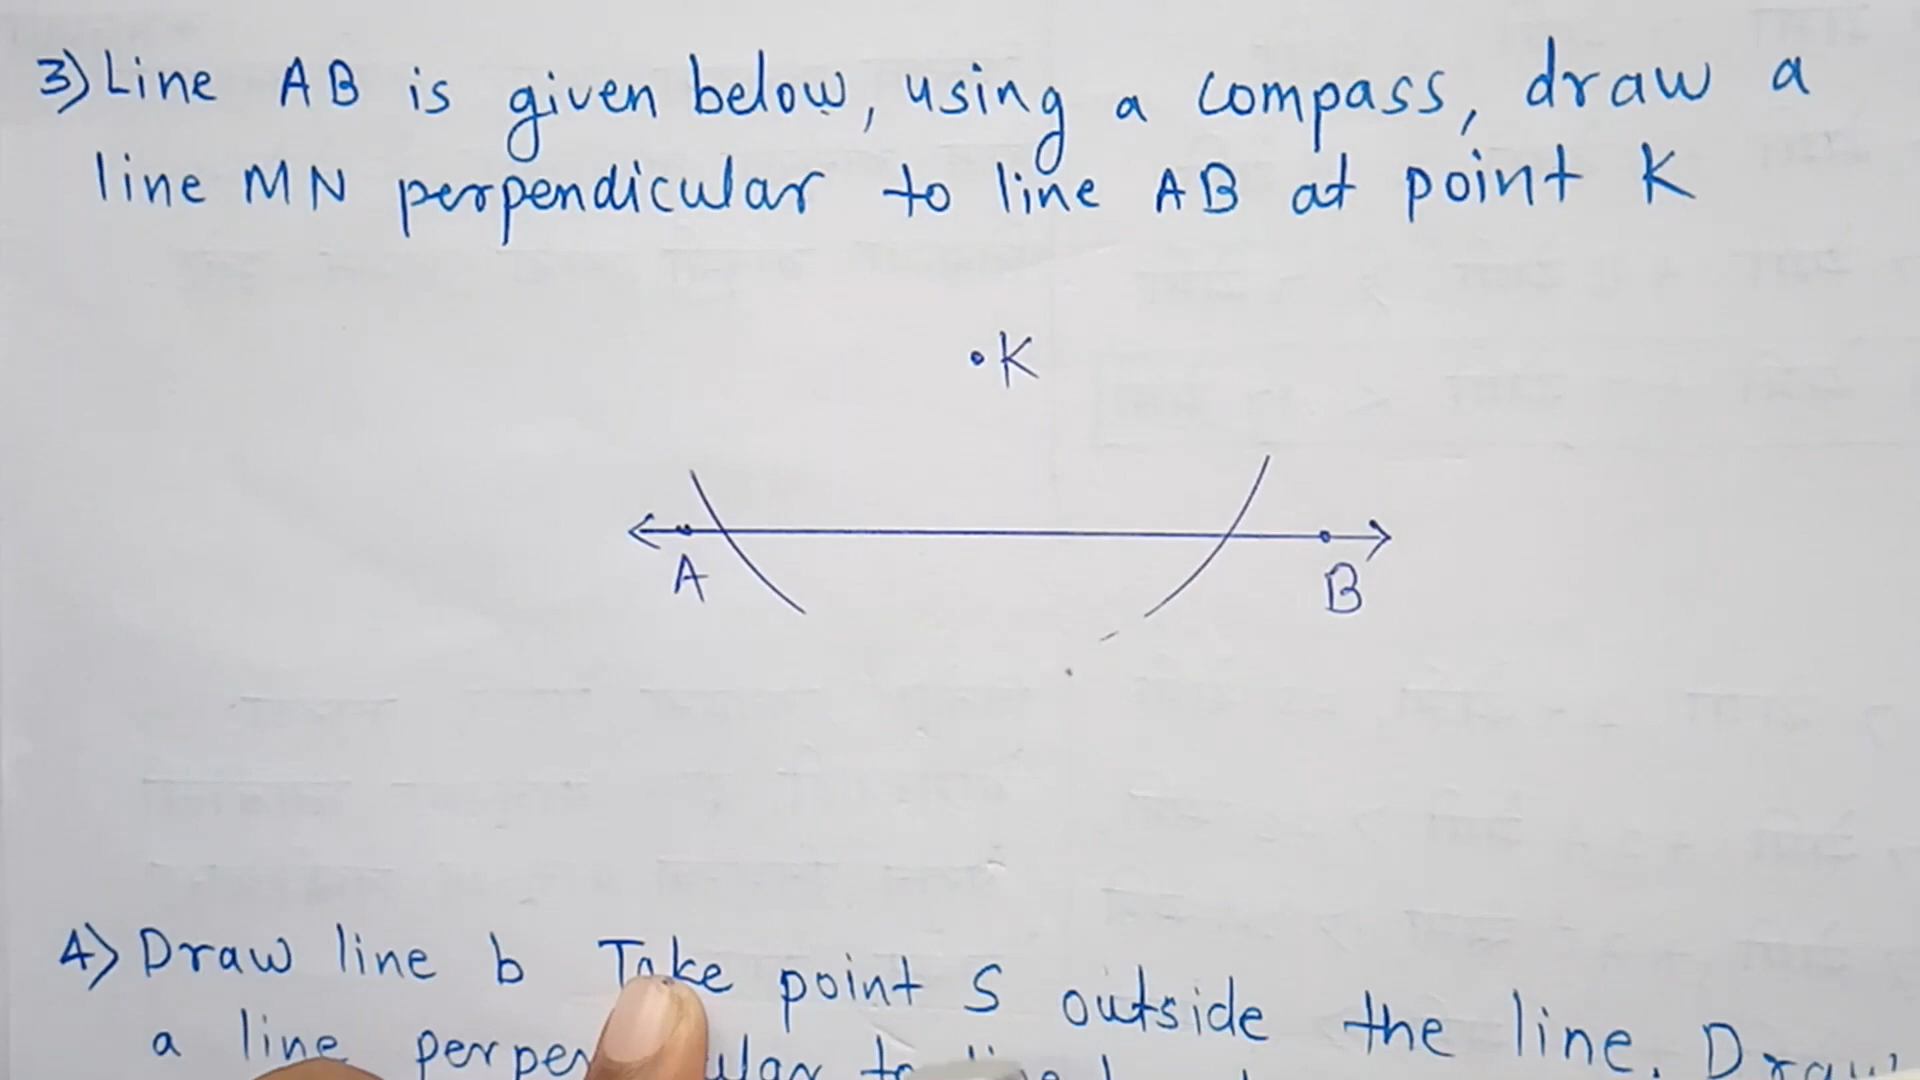 3) Line AB is given below, using a compass, draw a
line MN perpendicular to line AB at point K
K
A
B
4) Draw line b Take point S outside the line. Draw
a line